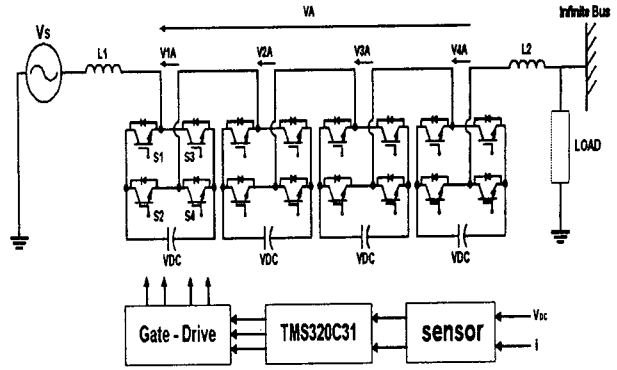 VA
Infinite Bus
Vs
L1
V1A
V2A
V3A
V4A
L2
S1
S3
LOAD
S2
S4
VDC
VDC
VDC
VDC
Gate - Drive
TMS320C31
sensor
VDC
i